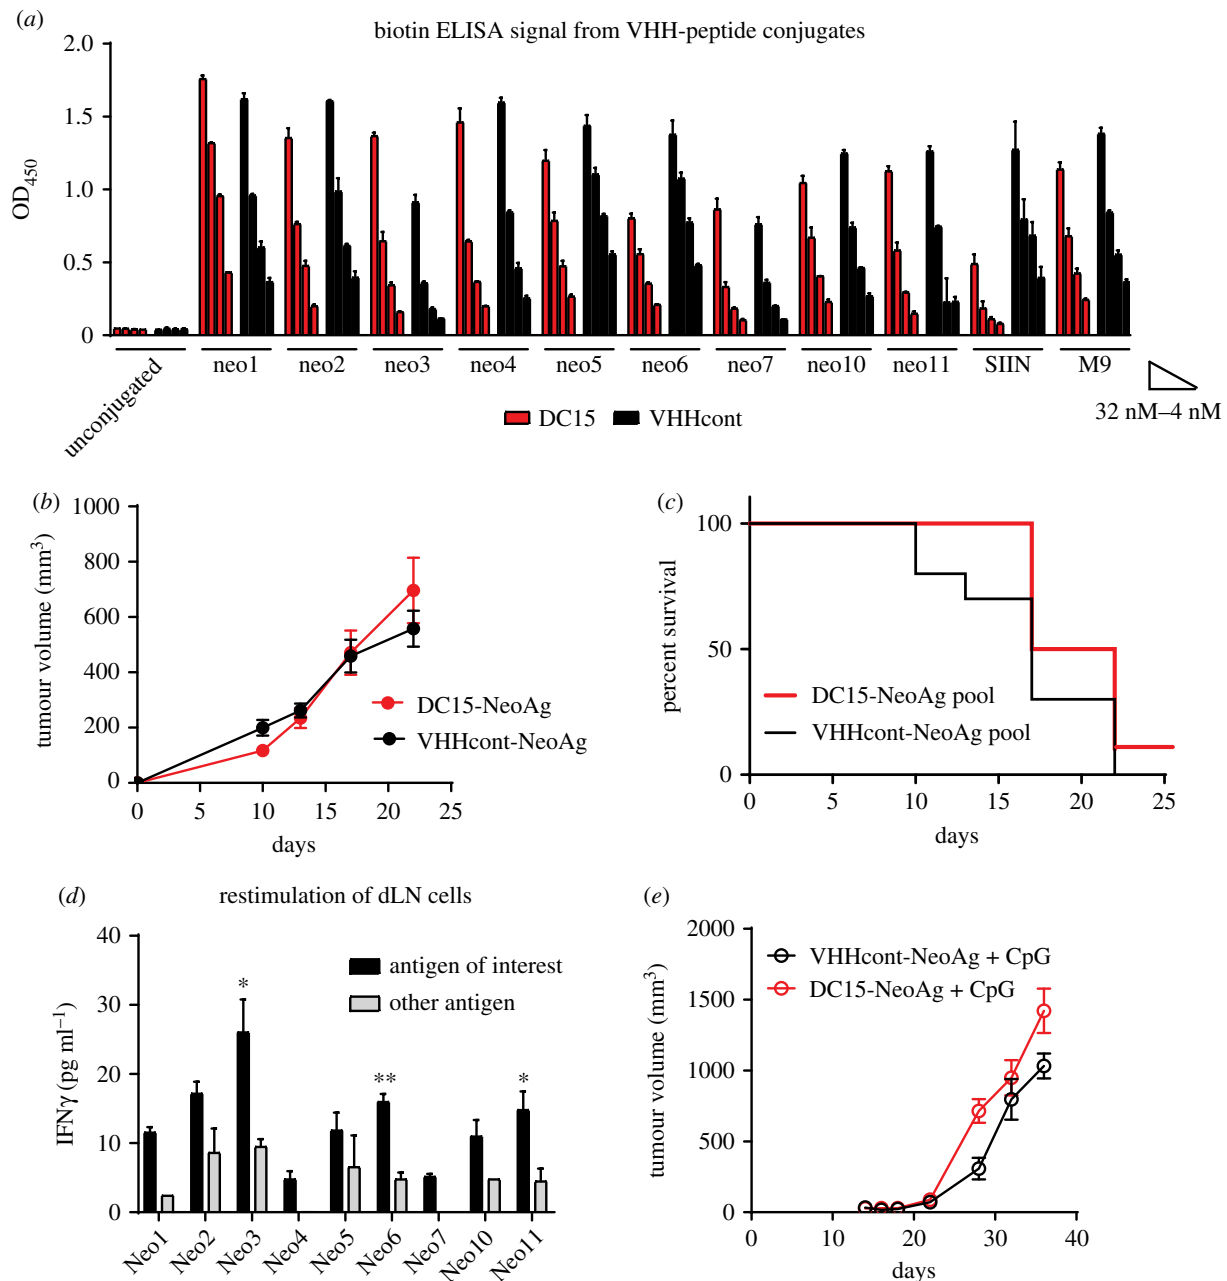 (a)
biotin ELISA signal from VHH-peptide conjugates
2.0
1.5
1.0
0.5
0
OD450
unconjugated
neo1
neo2
neo3
neo4
neo5
neo6
neo7
neo10
neo11
SIIN
M9
32 nM–4 nM
DC15
VHHcont
(b)
1000
800
600
400
200
0
tumour volume (mm³)
0
5
10
15
20
25
days
DC15-NeoAg
VHHcont-NeoAg
(c)
100
50
0
percent survival
0
5
10
15
20
25
days
DC15-NeoAg pool
VHHcont-NeoAg pool
(d)
restimulation of dLN cells
40
30
20
10
0
IFNγ (pg ml⁻¹)
antigen of interest
other antigen
*
**
*
Neo1
Neo2
Neo3
Neo4
Neo5
Neo6
Neo7
Neo10
Neo11
(e)
2000
1500
1000
500
0
tumour volume (mm³)
VHHcont-NeoAg + CpG
DC15-NeoAg + CpG
0
10
20
30
40
days